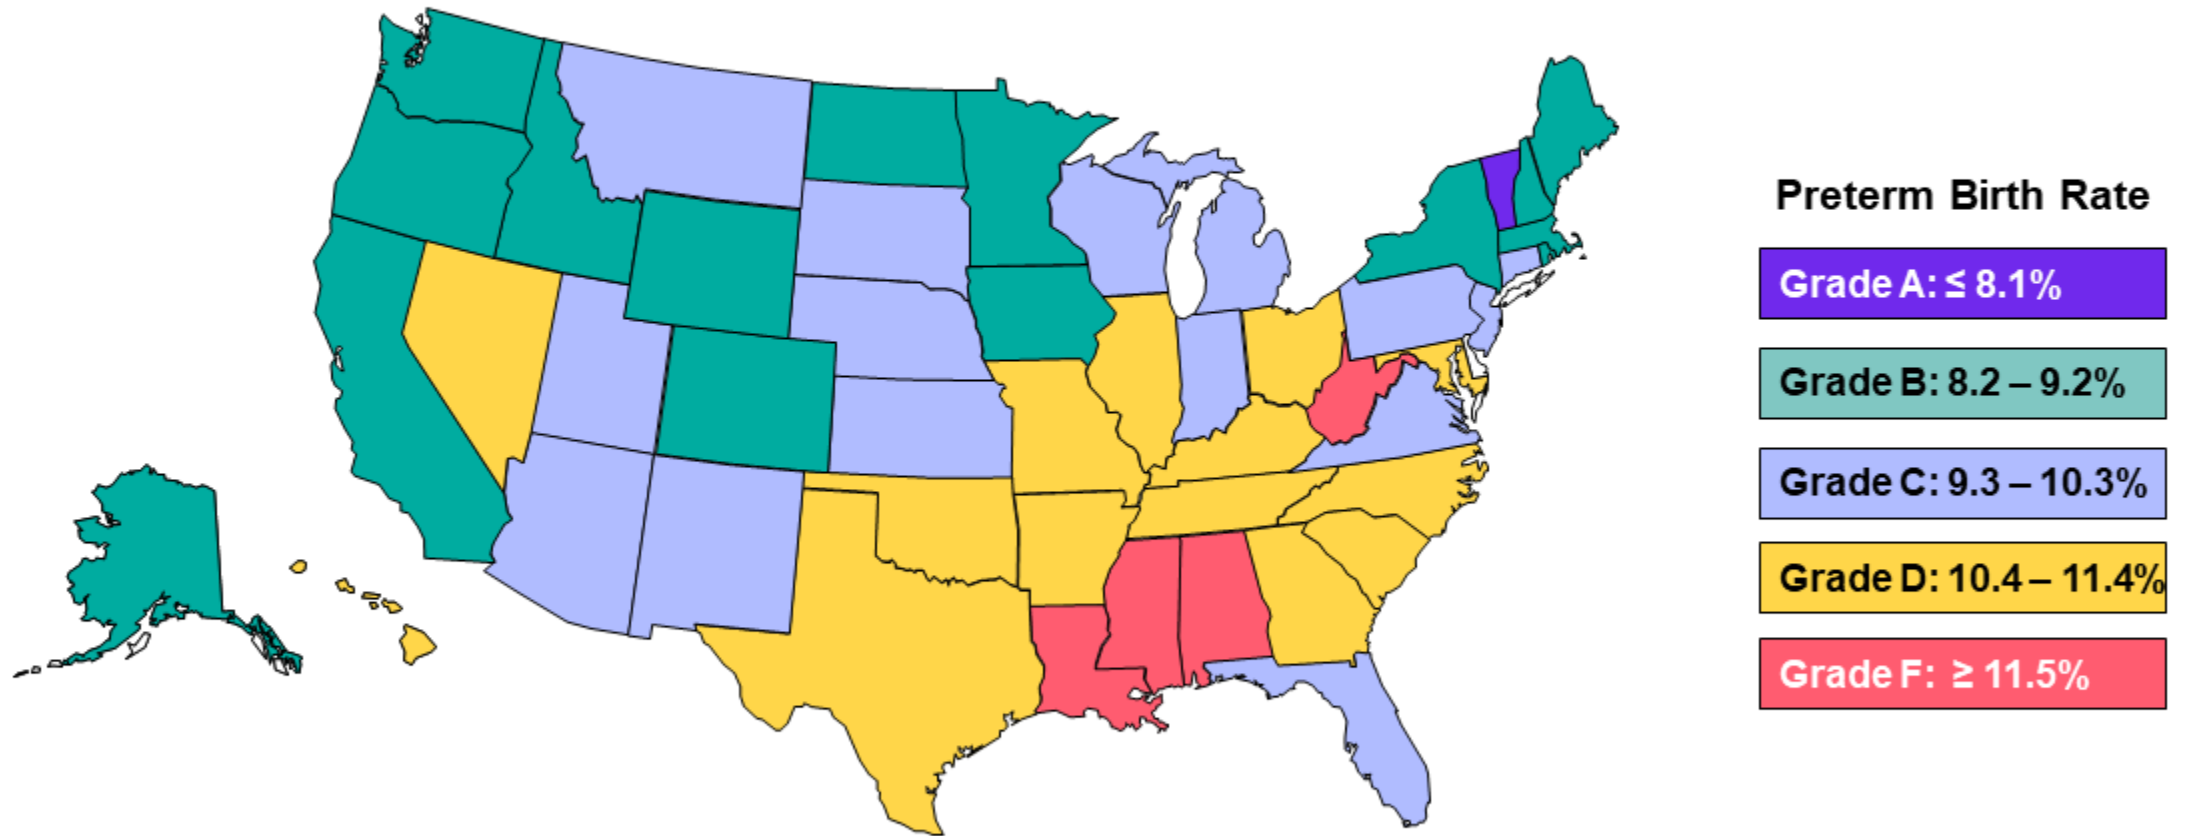 Preterm Birth Rate
Grade A: ≤ 8.1%
Grade B: 8.2 – 9.2%
Grade C: 9.3 – 10.3%
Grade D: 10.4 – 11.4%
Grade F: ≥ 11.5%